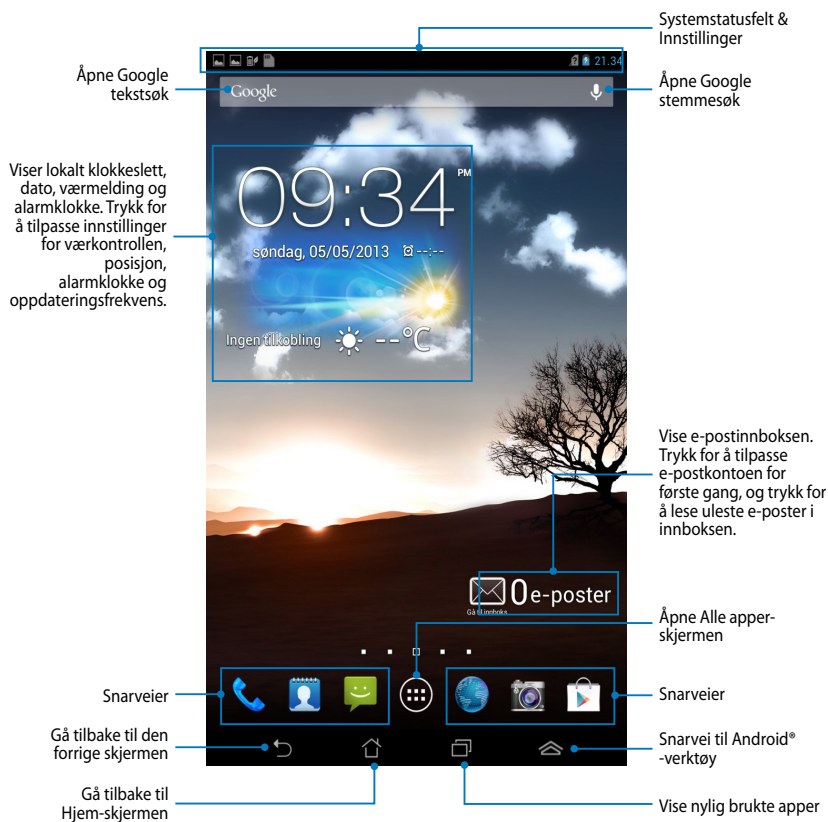 Systemstatusfelt &
Innstillinger
21.34
Åpne Google
tekstsøk
Google
Åpne Google
stemmesøk
Viser lokalt klokkeslett,
dato, værmelding og
alarmklokke. Trykk for
å tilpasse innstillinger
for værkontrollen,
posisjon,
alarmklokke og
oppdateringsfrekvens.
09:34 PM
søndag, 05/05/2013 --:--
Ingen tilkobling --°C
Vise e-postinnboksen.
Trykk for å tilpasse
e-postkontoen for
første gang, og trykk for
å lese uleste e-poster i
innboksen.
0 e-poster
Gå til innboks
Åpne Alle apper-
skjermen
Snarveier
Snarveier
Gå tilbake til den
forrige skjermen
Snarvei til Android®
-verktøy
Gå tilbake til
Hjem-skjermen
Vise nylig brukte apper